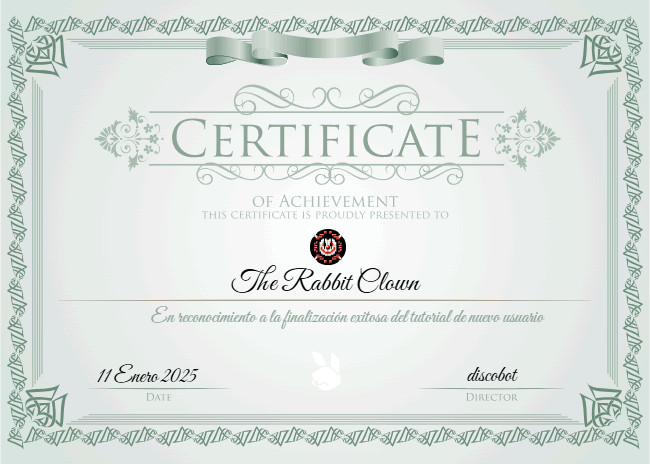 CERTIFICATE
OF ACHIEVEMENT
THIS CERTIFICATE IS PROUDLY PRESENTED TO
The Rabbit Clown
En reconocimiento a la finalización exitosa del tutorial de nuevo usuario
11 Enero 2025
discobot
DATE
DIRECTOR